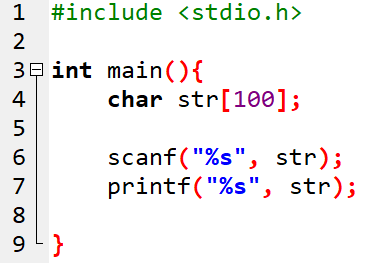 1 #include <stdio.h>
2
3 int main(){
4     char str[100];
5
6     scanf("%s", str);
7     printf("%s", str);
8
9 }